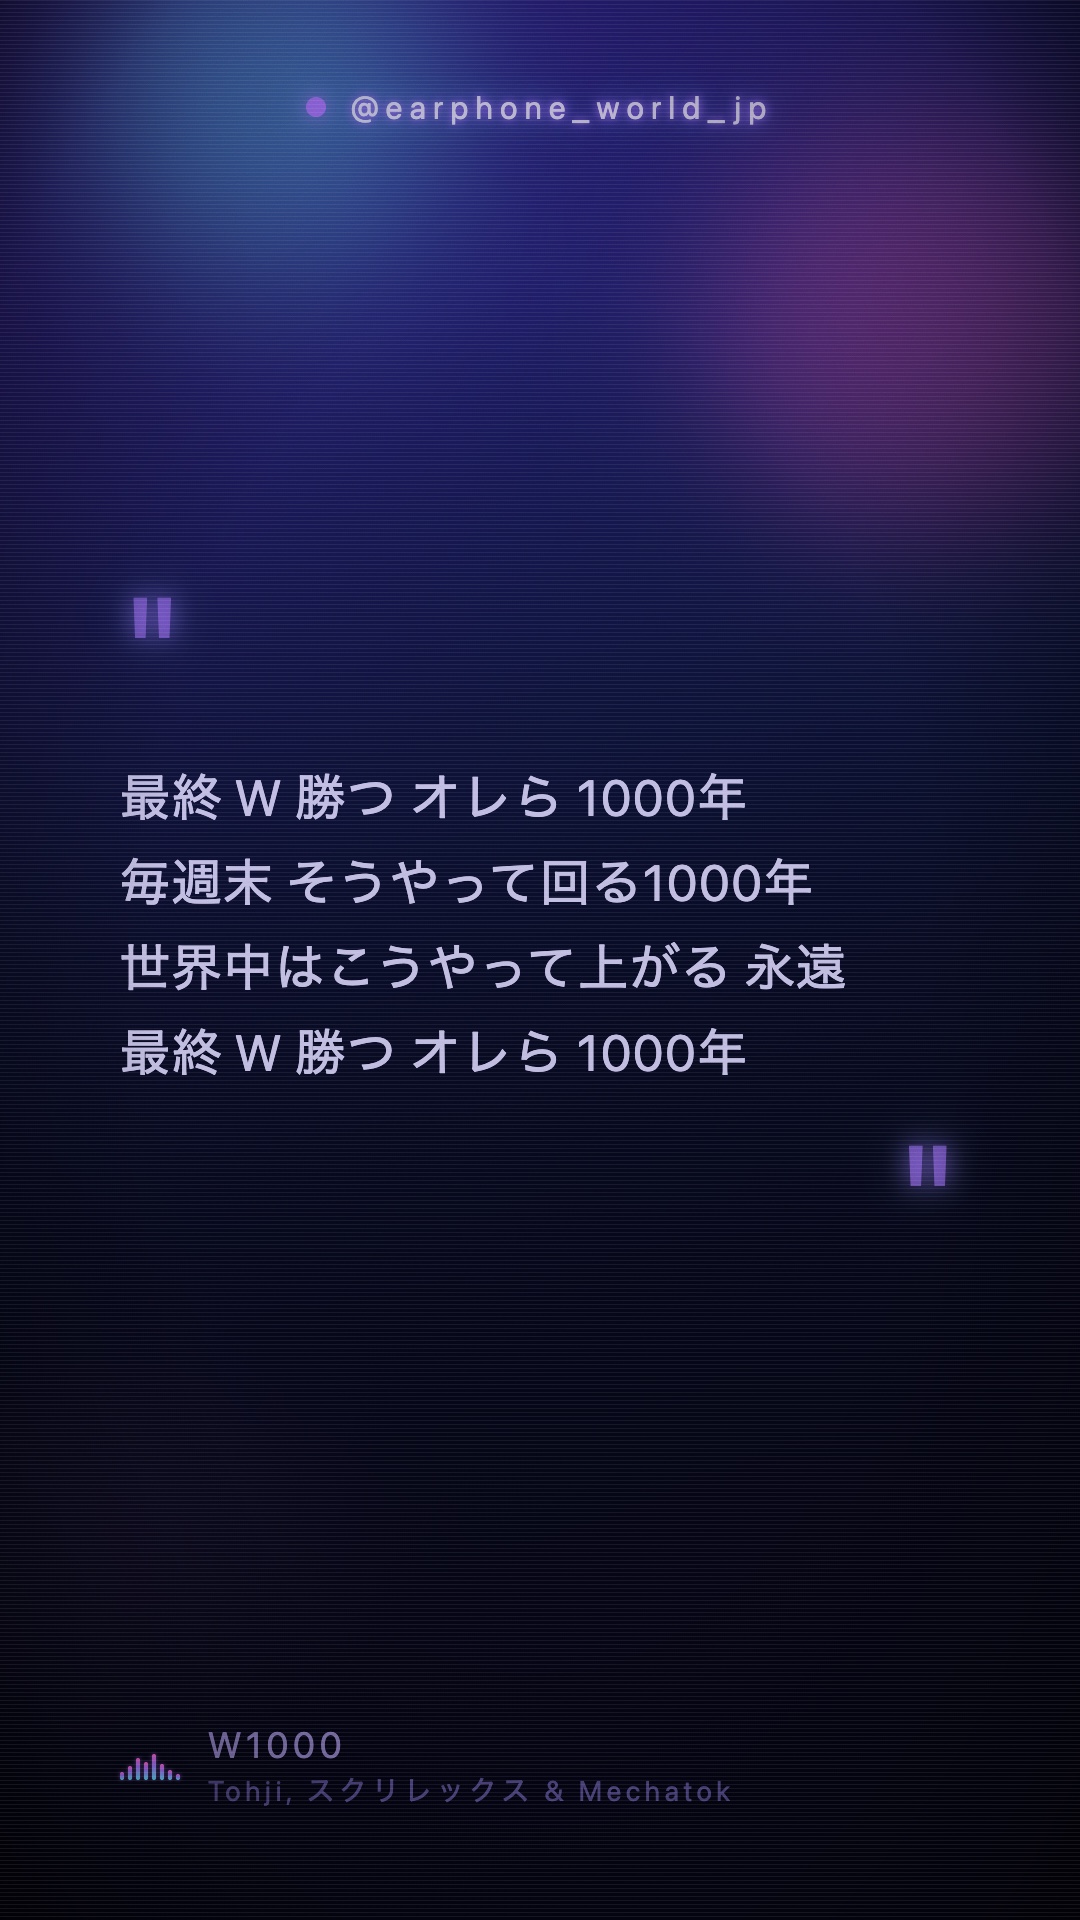 @earphone_world_jp
"
最終 W 勝つ オレら 1000年
毎週末 そうやって回る1000年
世界中はこうやって上がる 永遠
最終 W 勝つ オレら 1000年
"
W1000
Tohji, スクリレックス & Mechatok